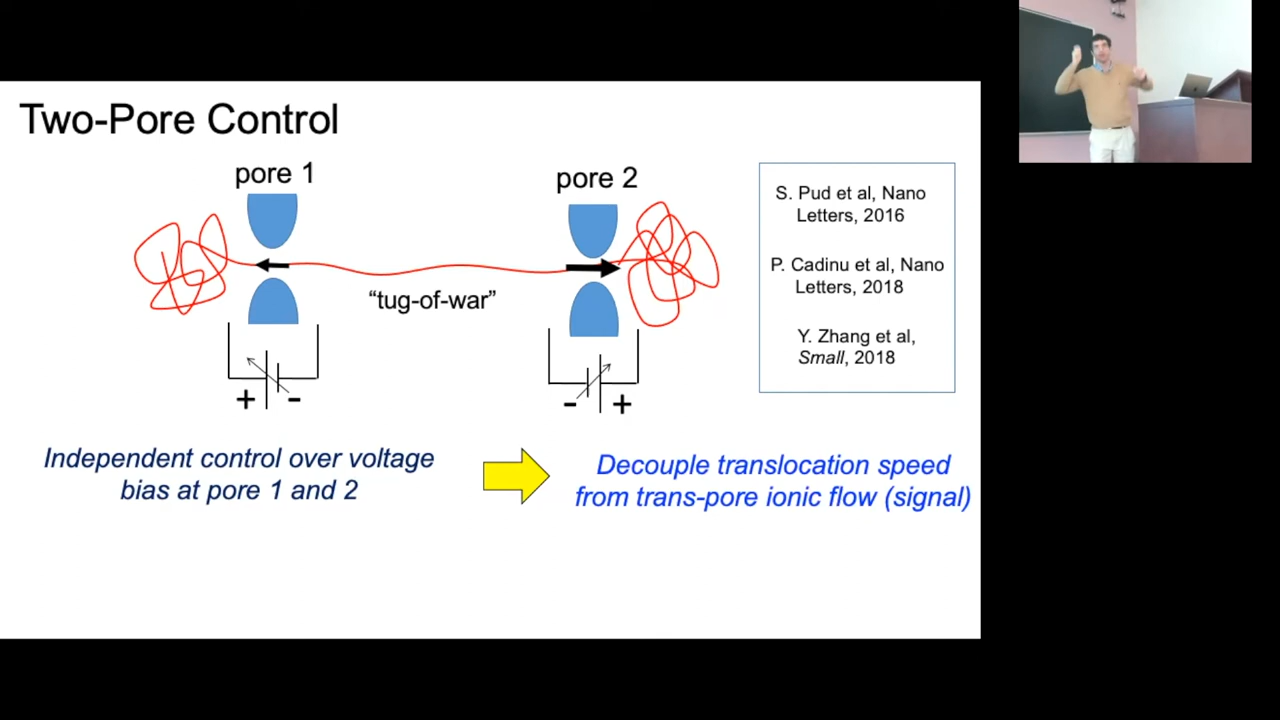 Two-Pore Control
pore 1
pore 2
“tug-of-war”
+ -
- +
S. Pud et al, Nano
Letters, 2016
P. Cadinu et al, Nano
Letters, 2018
Y. Zhang et al,
Small, 2018
Independent control over voltage
bias at pore 1 and 2
Decouple translocation speed
from trans-pore ionic flow (signal)